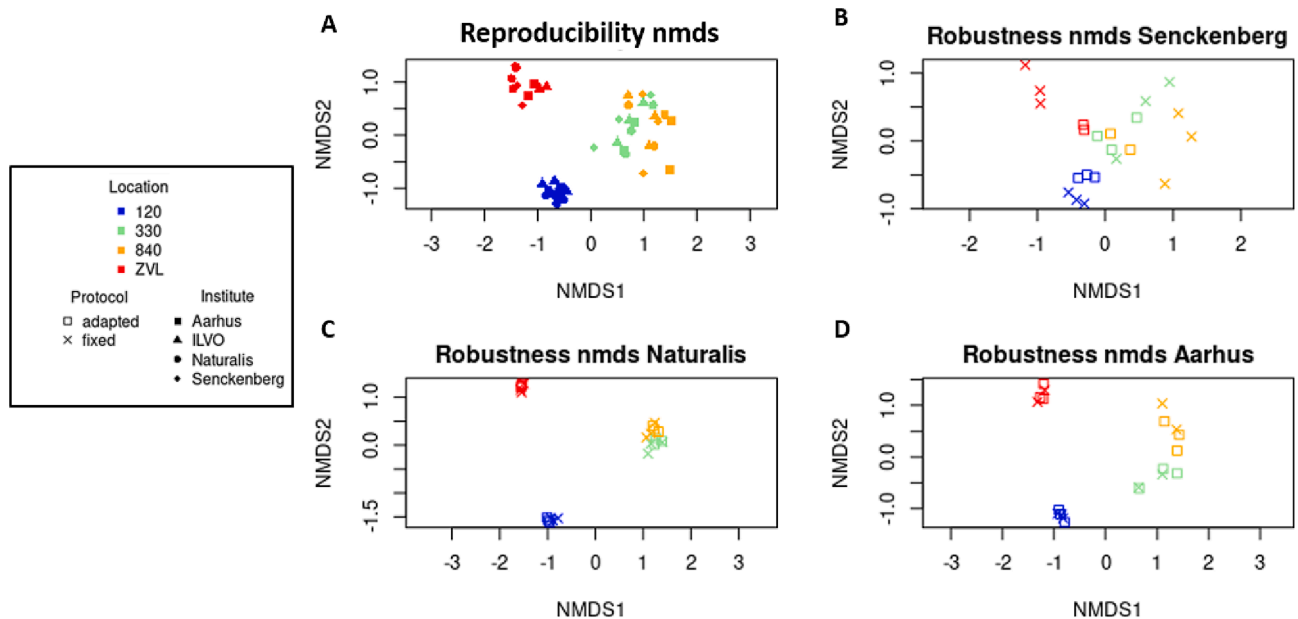 A
Reproducibility nmds
NMDS2
1.0
0.0
-1.0
-3 -2 -1 0 1 2 3
NMDS1
B
Robustness nmds Senckenberg
NMDS2
1.0
0.0
-1.0
-2 -1 0 1 2
NMDS1
Location
120
330
840
ZVL
Protocol
adapted
fixed
Institute
Aarhus
ILVO
Naturalis
Senckenberg
C
Robustness nmds Naturalis
NMDS2
1.0
0.0
-1.5
-3 -2 -1 0 1 2 3
NMDS1
D
Robustness nmds Aarhus
NMDS2
1.0
0.0
-1.0
-3 -2 -1 0 1 2 3
NMDS1